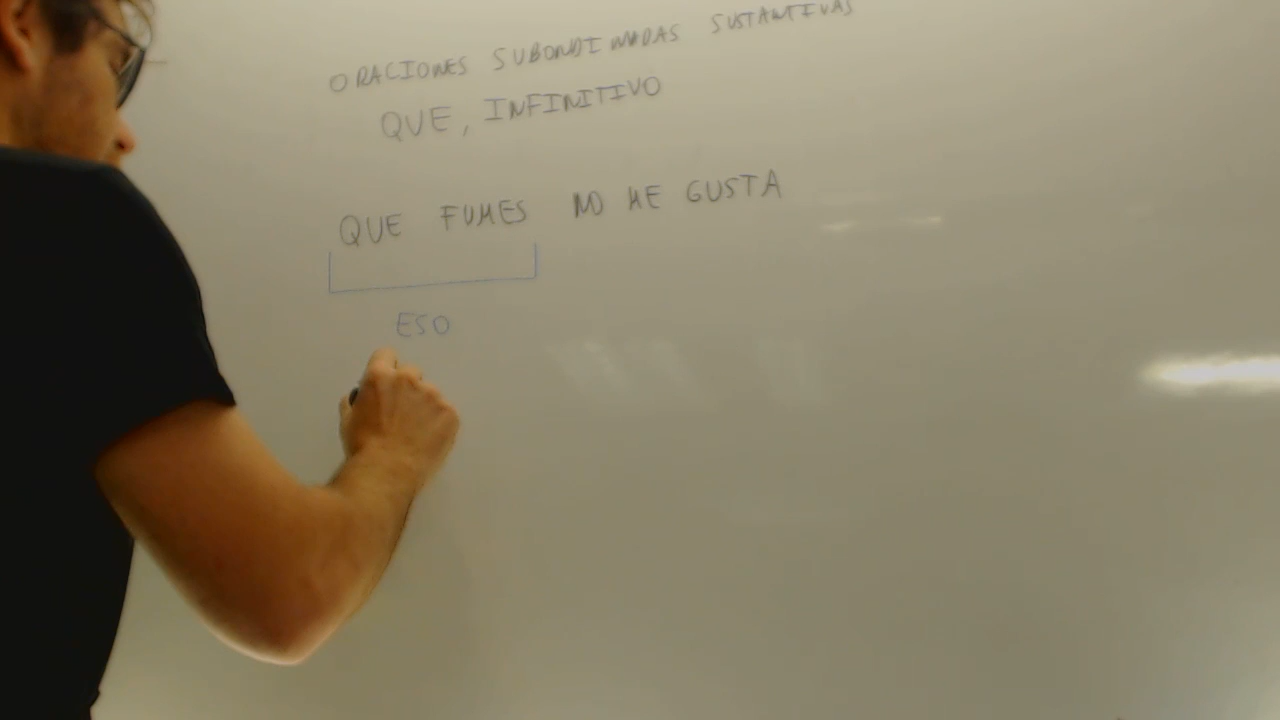 ORACIONES SUBORDINADAS SUSTANTIVAS
QUE, INFINITIVO
QUE FUMES NO ME GUSTA
ESO